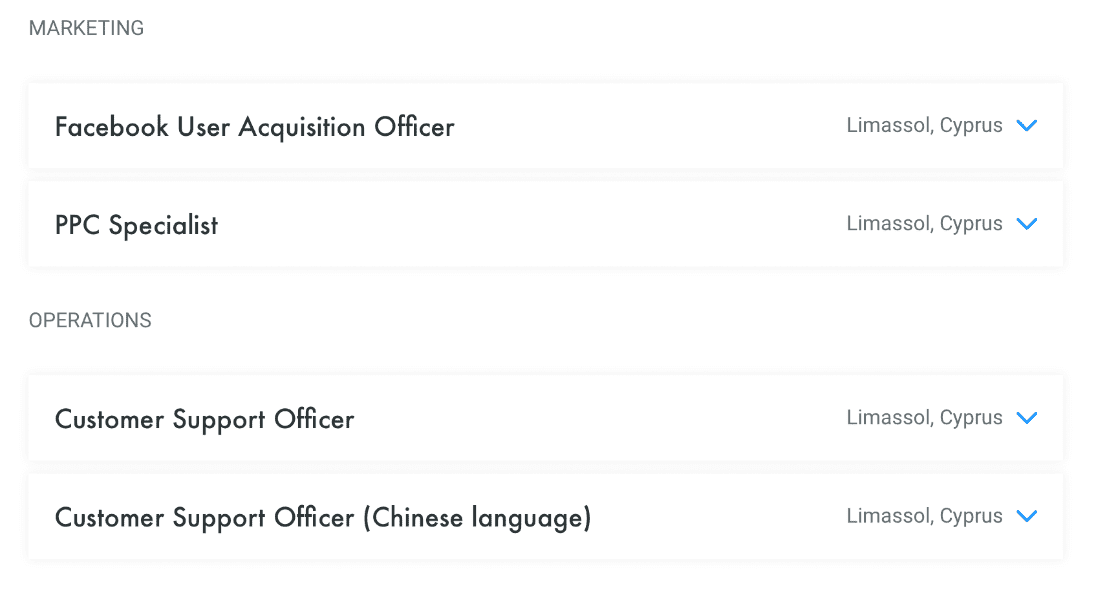 MARKETING
Facebook User Acquisition Officer Limassol, Cyprus
PPC Specialist Limassol, Cyprus
OPERATIONS
Customer Support Officer Limassol, Cyprus
Customer Support Officer (Chinese language) Limassol, Cyprus